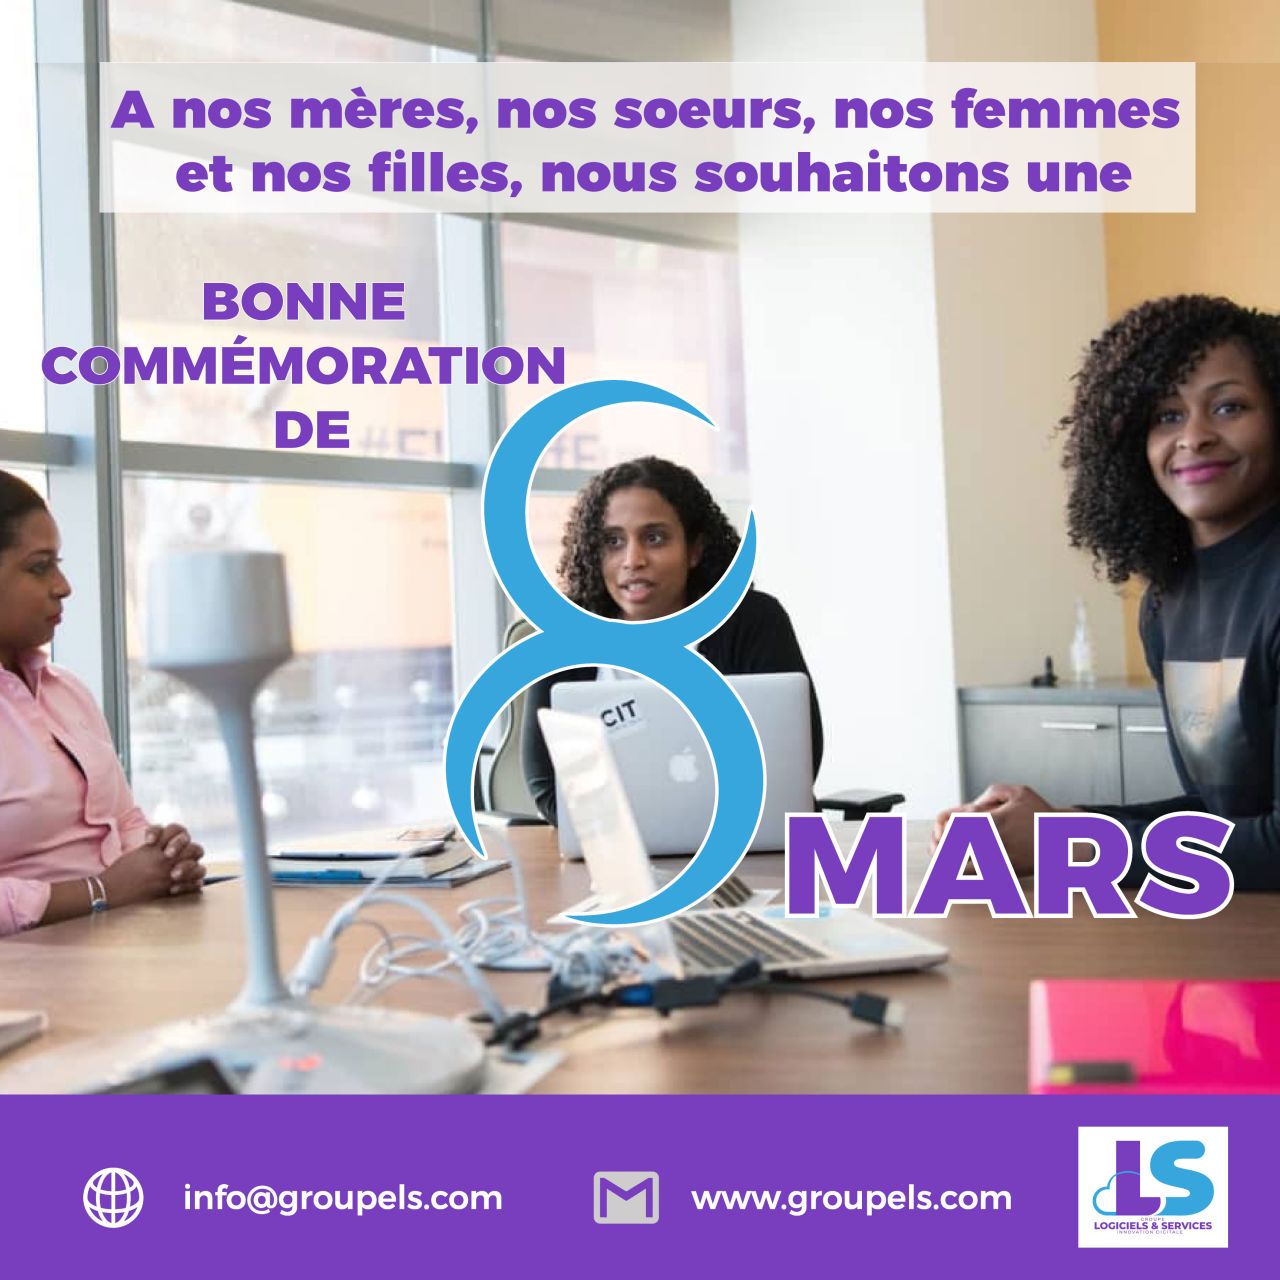 A nos mères, nos soeurs, nos femmes
et nos filles, nous souhaitons une
BONNE
COMMÉMORATION
DE
8
MARS
CIT
info@groupels.com
www.groupels.com
LS
GROUPE
LOGICIELS & SERVICES
INNOVATION DIGITALE